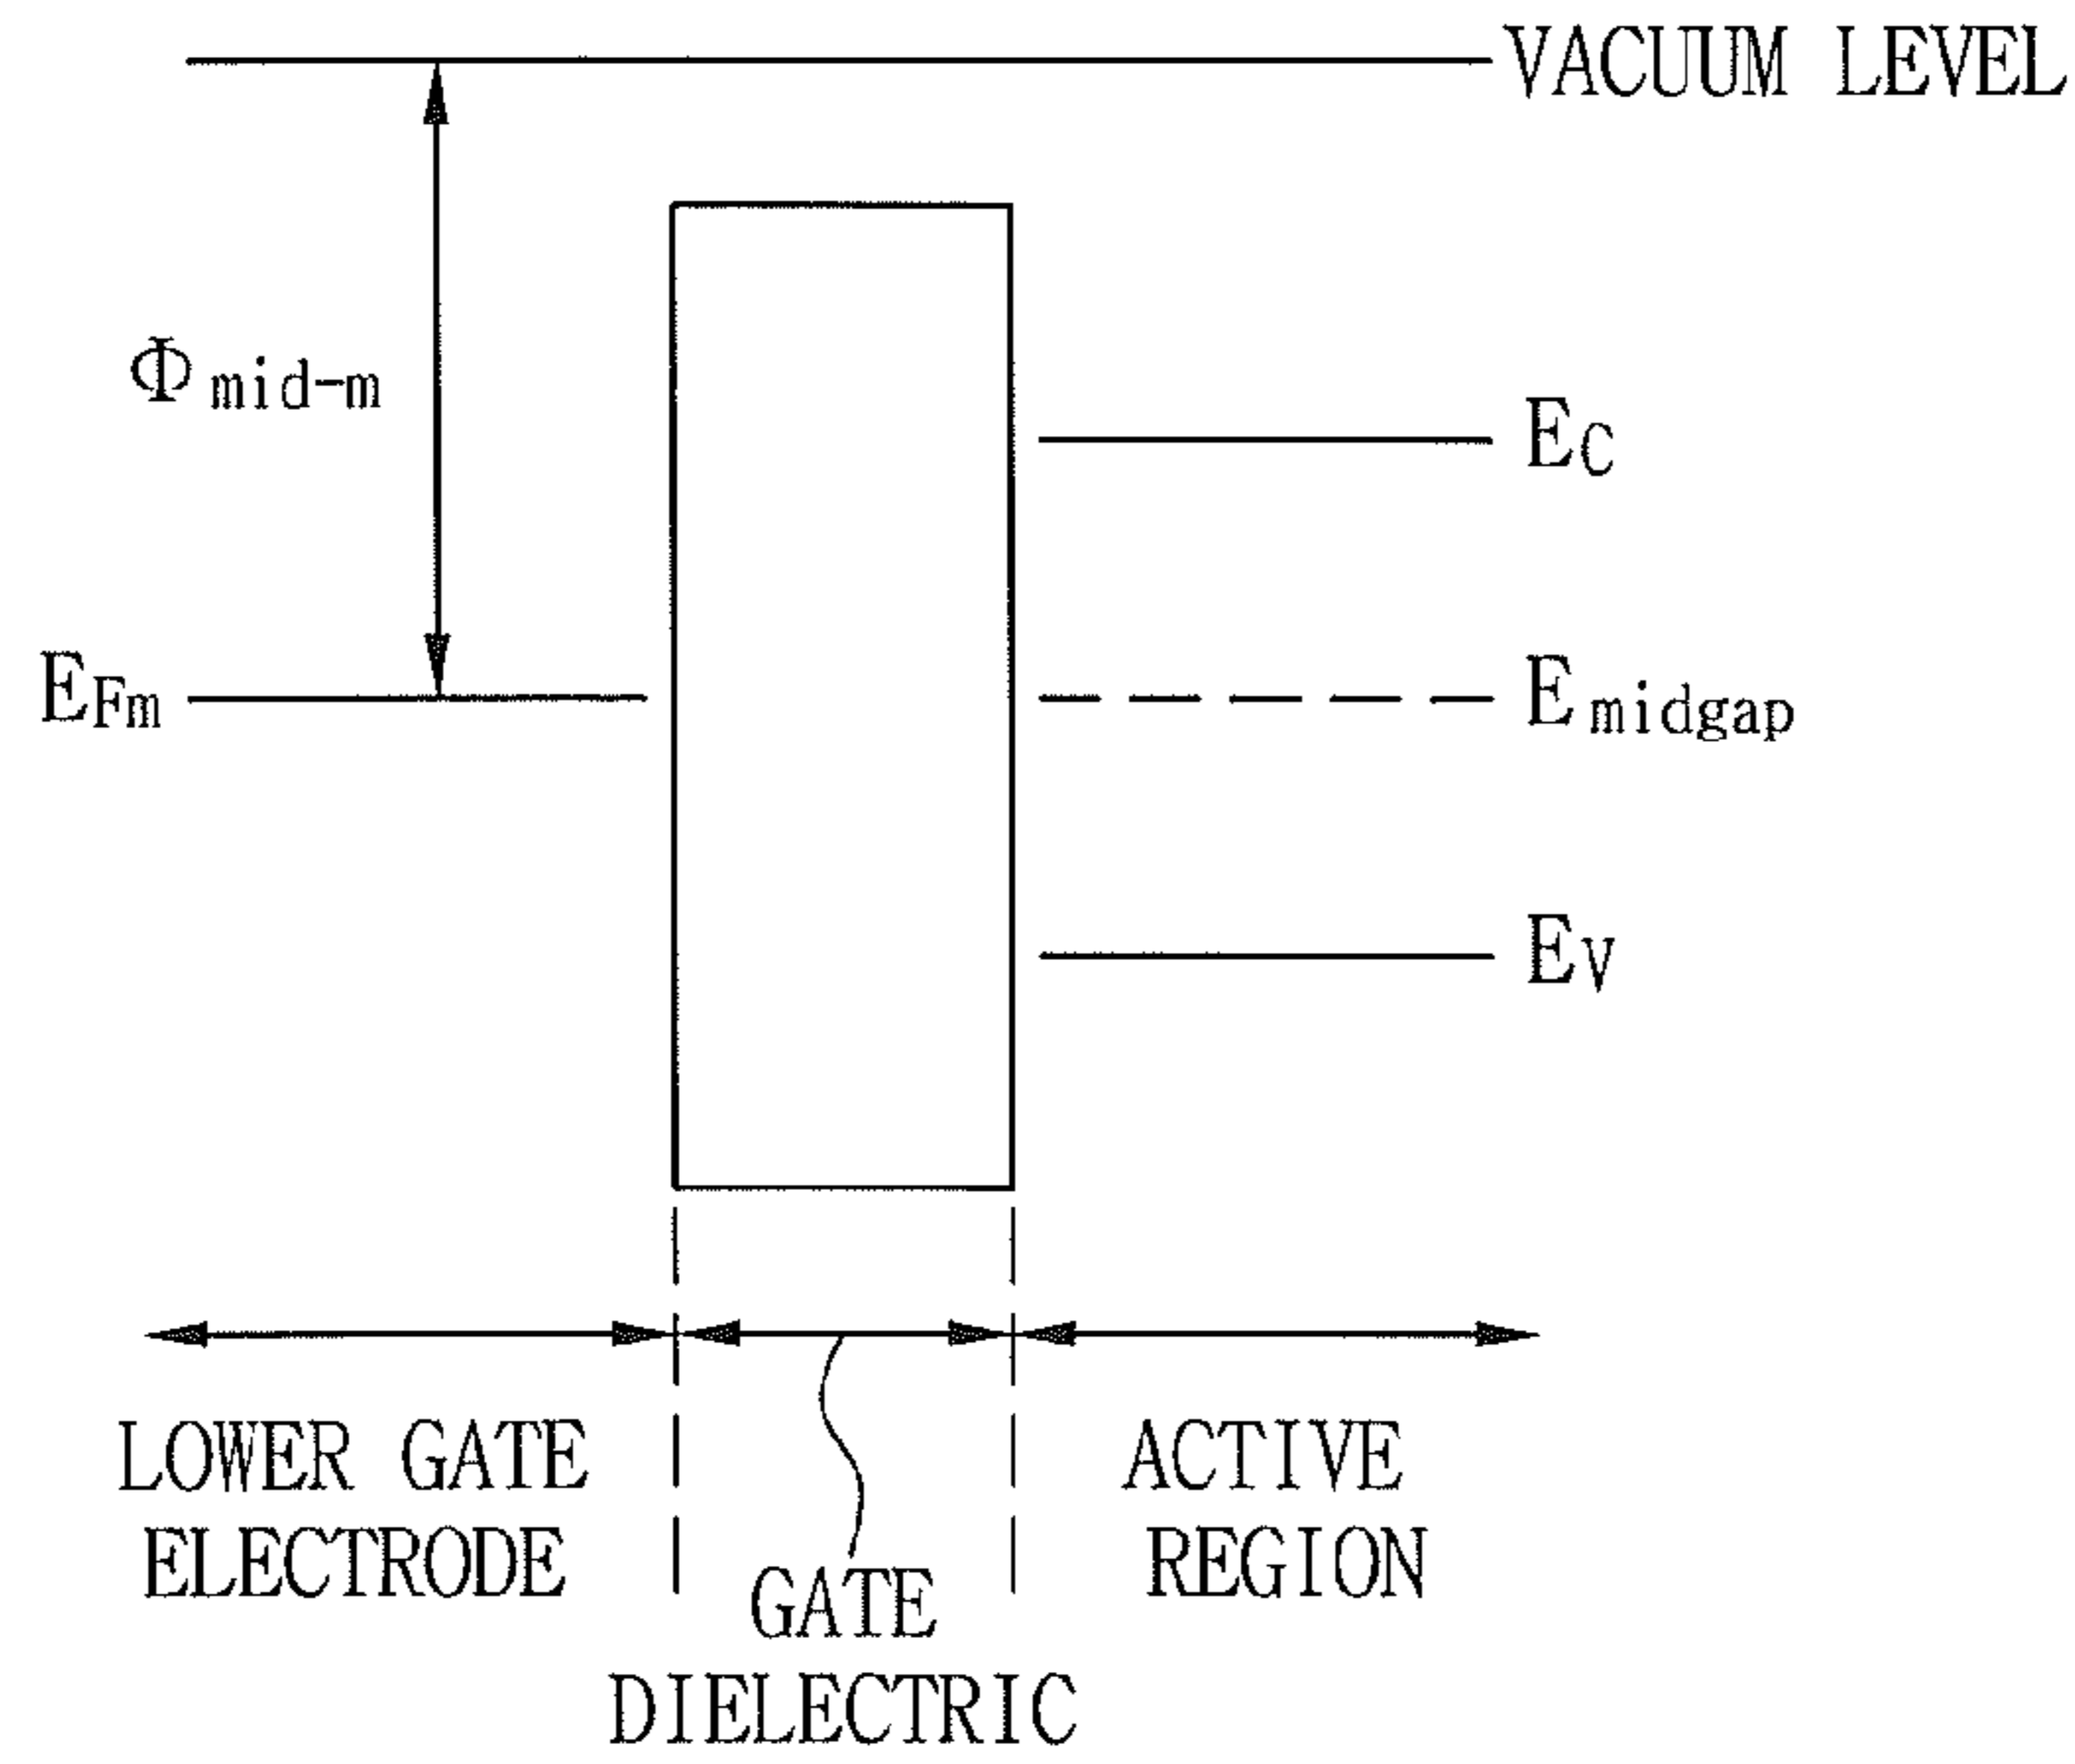 VACUUM LEVEL
Φmid-m
EC
EFm
Emidgap
EV
LOWER GATE
ELECTRODE
GATE
DIELECTRIC
ACTIVE
REGION